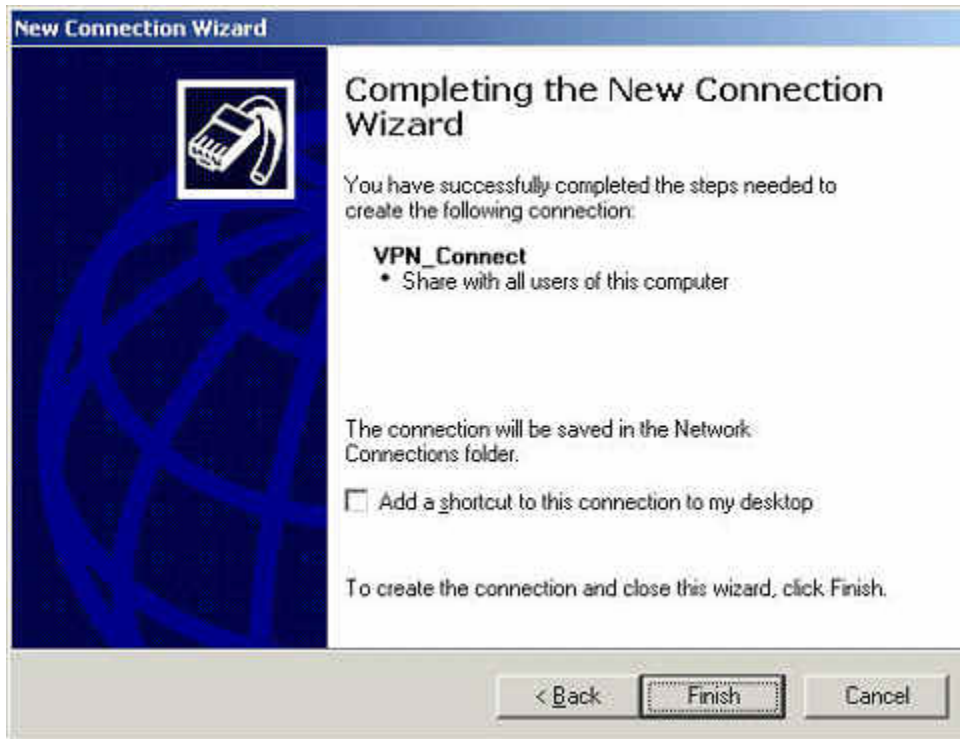 New Connection Wizard
Completing the New Connection
Wizard
You have successfully completed the steps needed to
create the following connection:
VPN_Connect
• Share with all users of this computer
The connection will be saved in the Network
Connections folder.
Add a shortcut to this connection to my desktop
To create the connection and close this wizard, click Finish.
< Back
Finish
Cancel